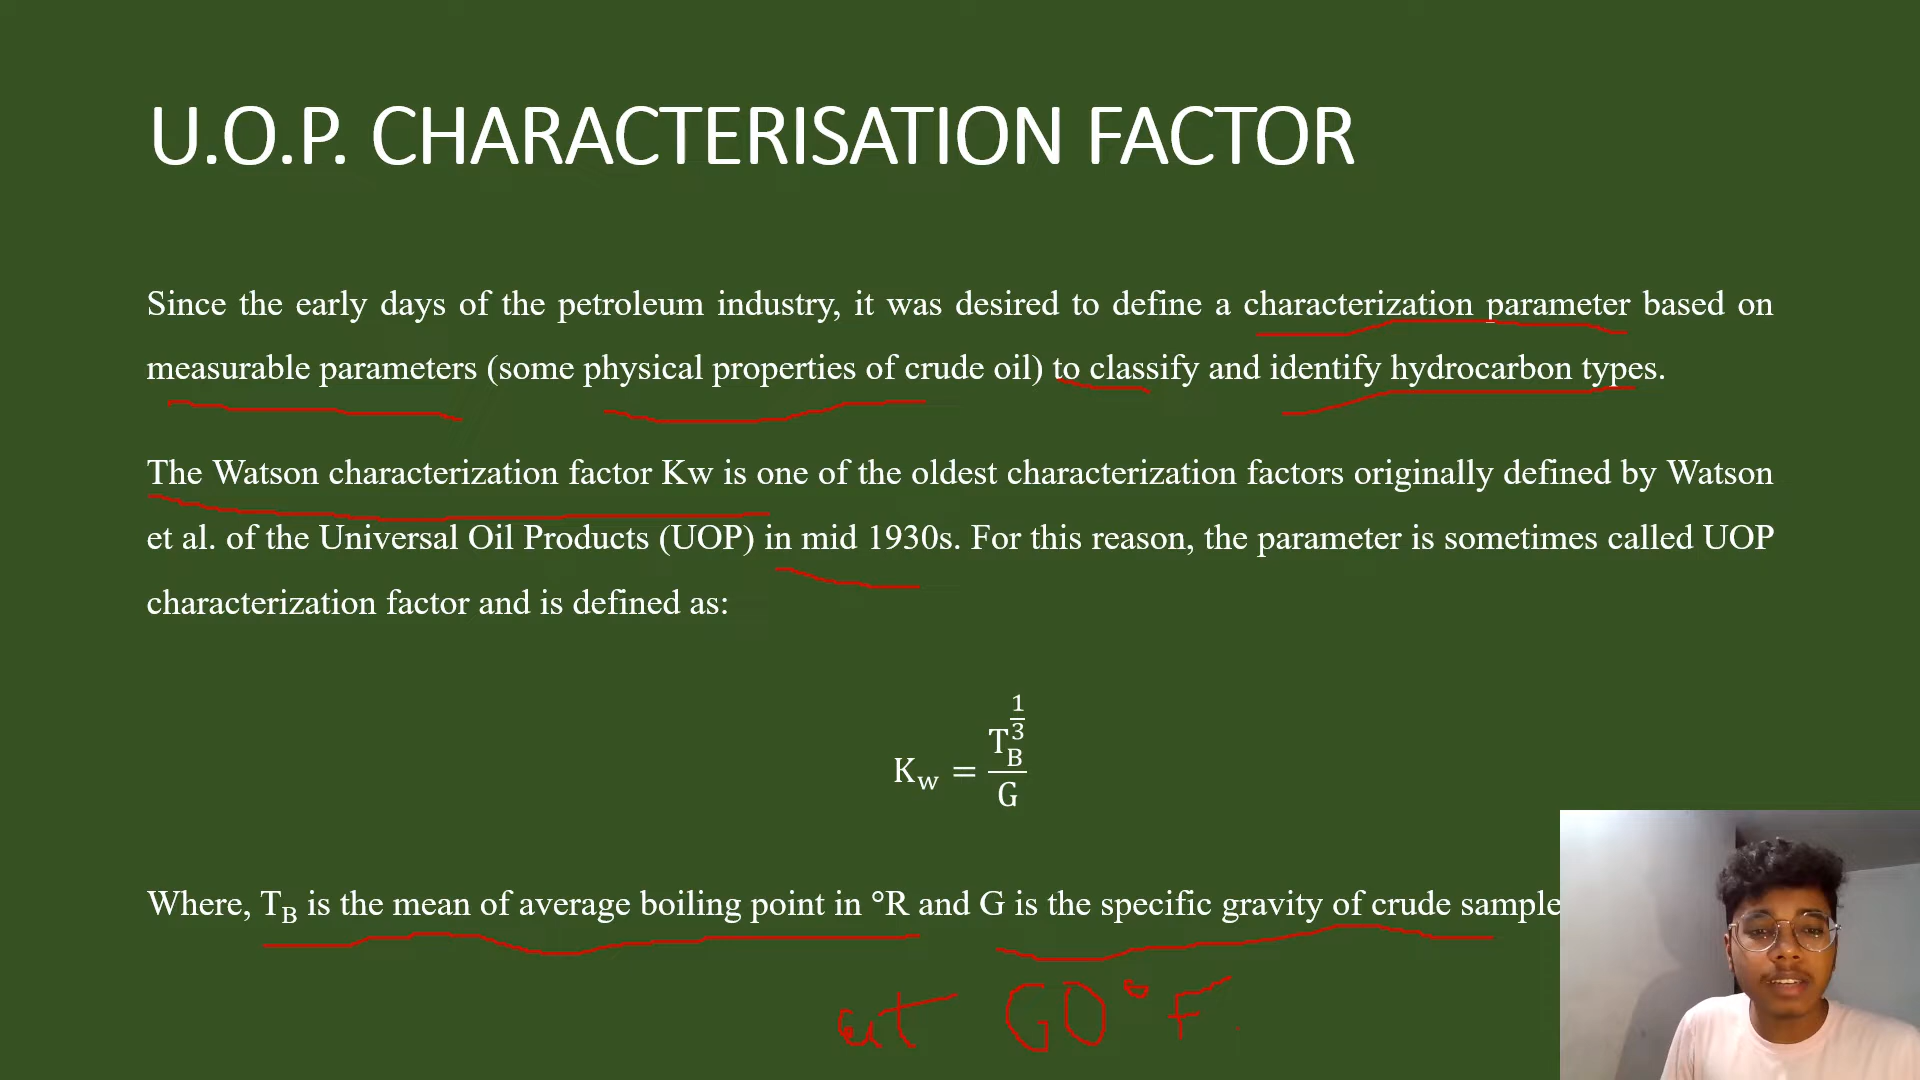 U.O.P. CHARACTERISATION FACTOR
Since the early days of the petroleum industry, it was desired to define a characterization parameter based on
measurable parameters (some physical properties of crude oil) to classify and identify hydrocarbon types.
The Watson characterization factor Kw is one of the oldest characterization factors originally defined by Watson
et al. of the Universal Oil Products (UOP) in mid 1930s. For this reason, the parameter is sometimes called UOP
characterization factor and is defined as:
K_w = T_B^(1/3) / G
Where, T_B is the mean of average boiling point in °R and G is the specific gravity of crude sample
at 60°F